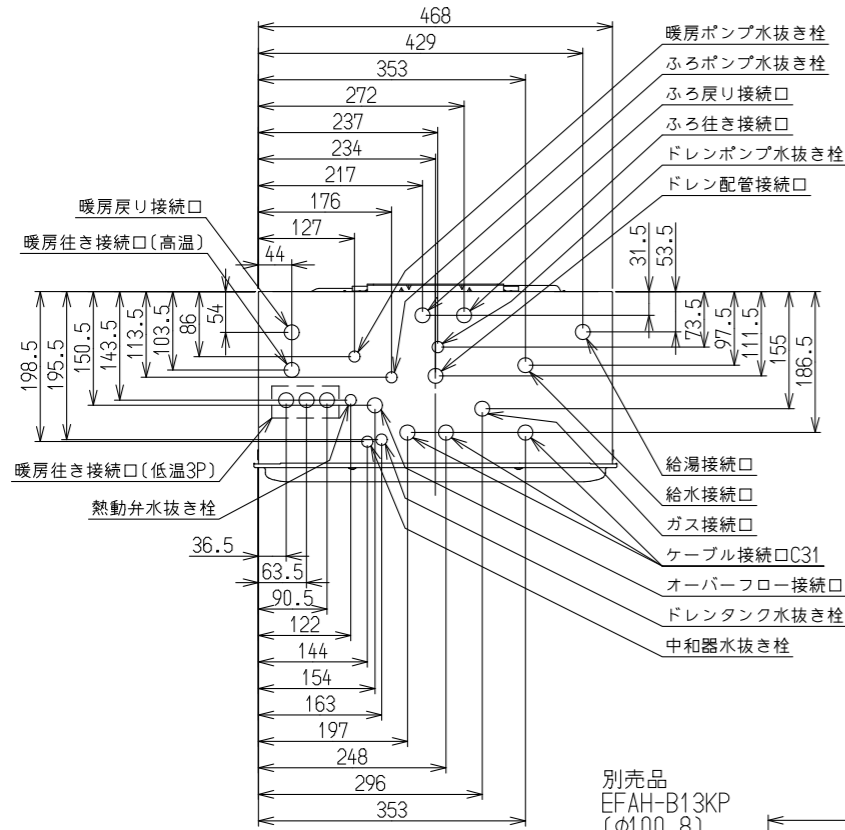 468
429
353
272
237
234
217
176
127
44
暖房ポンプ水抜き栓
ふろポンプ水抜き栓
ふろ戻り接続口
ふろ往き接続口
ドレンポンプ水抜き栓
ドレン配管接続口
暖房戻り接続口
暖房往き接続口(高温)
198.5
195.5
150.5
143.5
113.5
103.5
86
54
31.5
53.5
73.5
97.5
111.5
155
186.5
暖房往き接続口(低温3P)
熱動弁水抜き栓
給湯接続口
給水接続口
ガス接続口
ケーブル接続口C31
オーバーフロー接続口
ドレンタンク水抜き栓
中和器水抜き栓
36.5
63.5
90.5
122
144
154
163
197
248
296
353
別売品
EFAH-B13KP
(φ100.8)